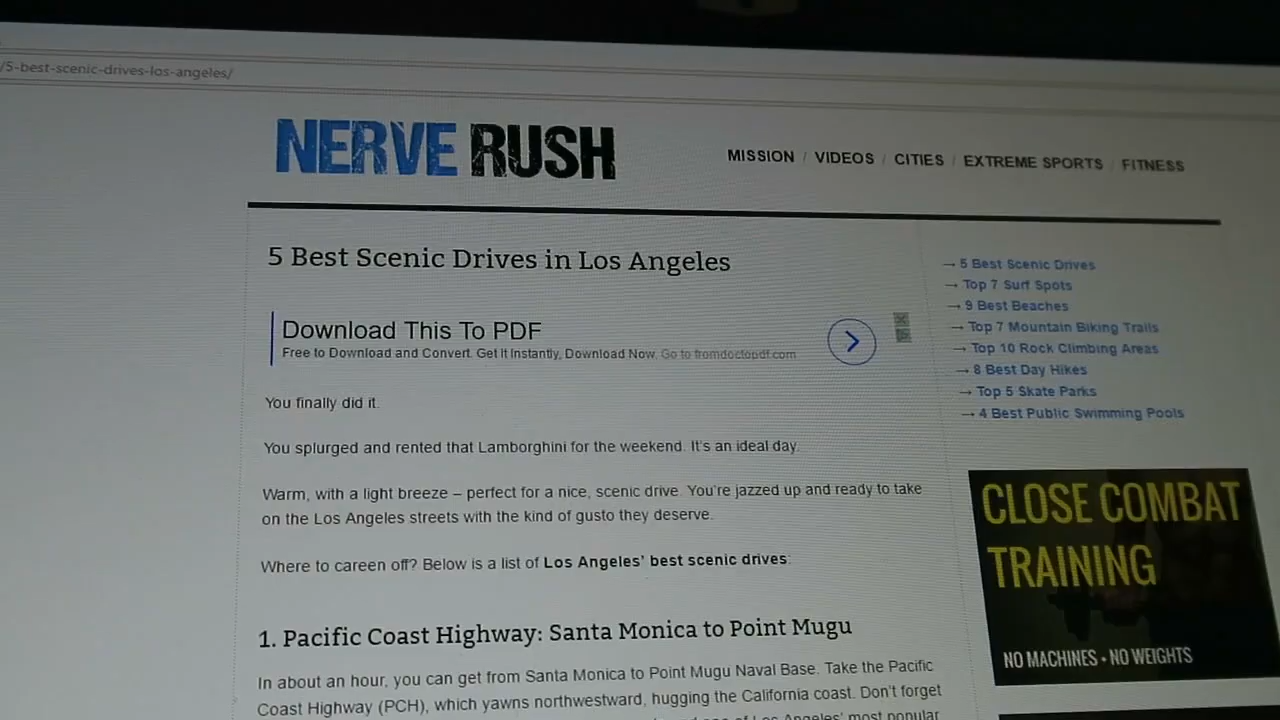 /5-best-scenic-drives-los-angeles/
NERVE RUSH
MISSION / VIDEOS / CITIES / EXTREME SPORTS / FITNESS
5 Best Scenic Drives in Los Angeles
Download This To PDF
Free to Download and Convert. Get it Instantly, Download Now. Go to fromdoctopdf.com
You finally did it.
You splurged and rented that Lamborghini for the weekend. It's an ideal day.
Warm, with a light breeze – perfect for a nice, scenic drive. You're jazzed up and ready to take
on the Los Angeles streets with the kind of gusto they deserve.
Where to careen off? Below is a list of Los Angeles' best scenic drives:
1. Pacific Coast Highway: Santa Monica to Point Mugu
In about an hour, you can get from Santa Monica to Point Mugu Naval Base. Take the Pacific
Coast Highway (PCH), which yawns northwestward, hugging the California coast. Don't forget
one of Los Angeles' most popular
→ 5 Best Scenic Drives
→ Top 7 Surf Spots
→ 9 Best Beaches
→ Top 7 Mountain Biking Trails
→ Top 10 Rock Climbing Areas
→ 8 Best Day Hikes
→ Top 5 Skate Parks
→ 4 Best Public Swimming Pools
CLOSE COMBAT
TRAINING
NO MACHINES • NO WEIGHTS